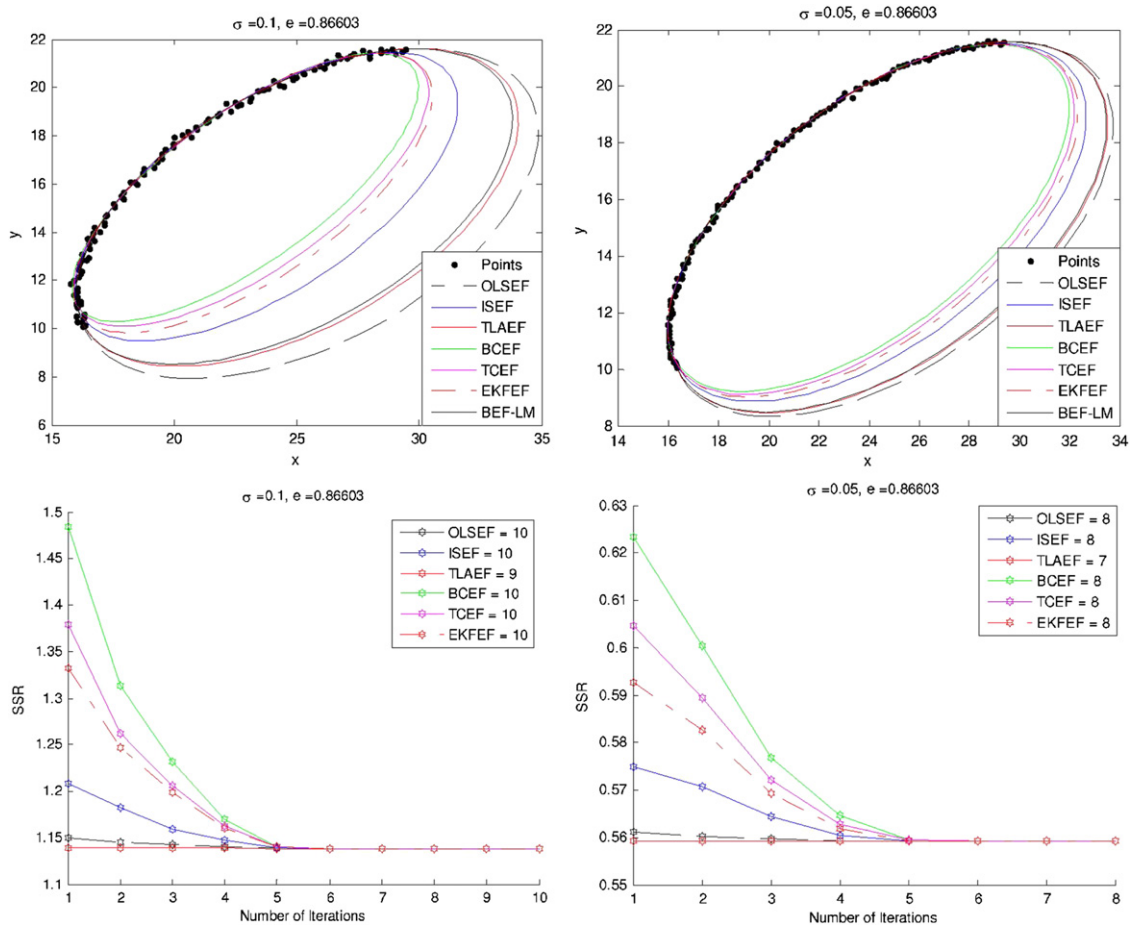 σ =0.1, e =0.86603
22
20
18
16
14
12
10
8
6
y
15
20
25
30
35
x
Points
OLSEF
ISEF
TLAEF
BCEF
TCEF
EKFEF
BEF-LM
σ =0.05, e =0.86603
22
20
18
16
14
12
10
8
y
14
16
18
20
22
24
26
28
30
32
34
x
Points
OLSEF
ISEF
TLAEF
BCEF
TCEF
EKFEF
BEF-LM
σ =0.1, e =0.86603
1.5
1.45
1.4
1.35
1.3
1.25
1.2
1.15
1.1
SSR
1
2
3
4
5
6
7
8
9
10
Number of Iterations
OLSEF = 10
ISEF = 10
TLAEF = 9
BCEF = 10
TCEF = 10
EKFEF = 10
σ =0.05, e =0.86603
0.63
0.62
0.61
0.6
0.59
0.58
0.57
0.56
0.55
SSR
1
2
3
4
5
6
7
8
Number of Iterations
OLSEF = 8
ISEF = 8
TLAEF = 7
BCEF = 8
TCEF = 8
EKFEF = 8